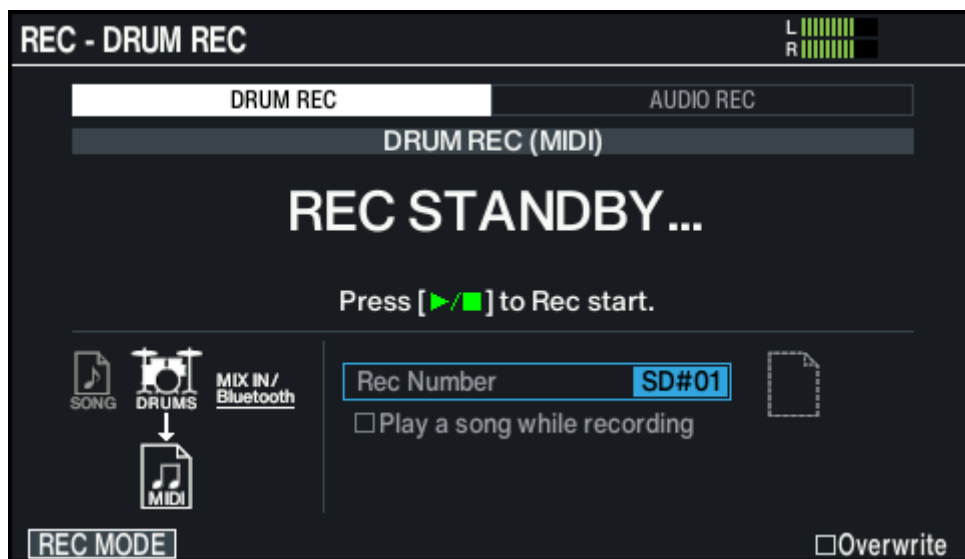 REC - DRUM REC
L
R
DRUM REC
AUDIO REC
DRUM REC (MIDI)
REC STANDBY...
Press [▶/■] to Rec start.
SONG
DRUMS
MIX IN/
Bluetooth
MIDI
Rec Number SD#01
☐Play a song while recording
REC MODE
☐Overwrite